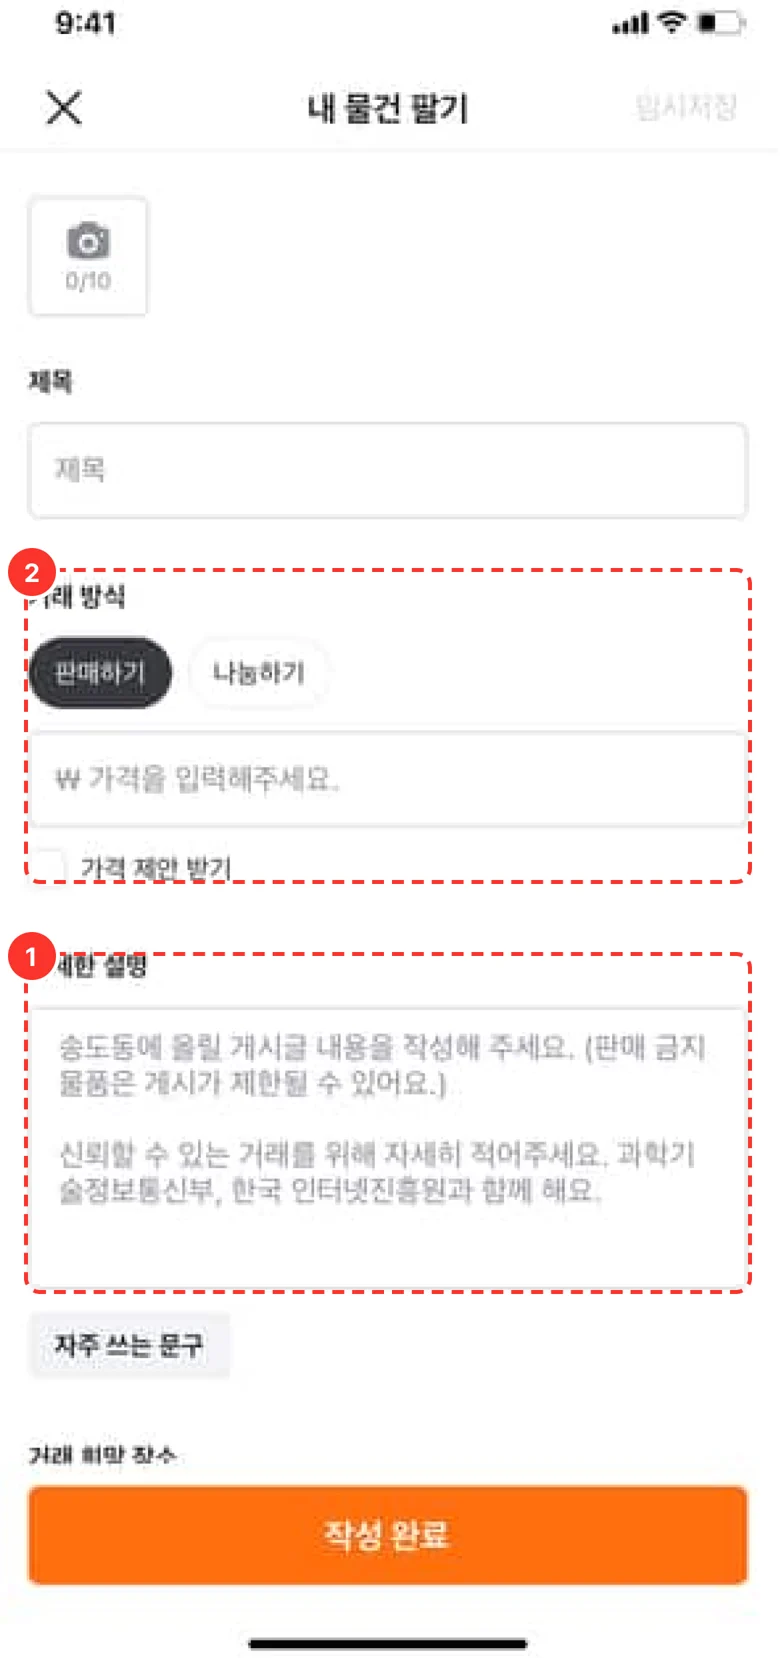 9:41
내 물건 팔기
임시저장
0/10
제목
제목
2
거래 방식
판매하기
나눔하기
₩ 가격을 입력해주세요.
가격 제안 받기
1
세한 설명
송도동에 올릴 게시글 내용을 작성해 주세요. (판매 금지
물품은 게시가 제한될 수 있어요.)
신뢰할 수 있는 거래를 위해 자세히 적어주세요. 과학기
술정보통신부, 한국 인터넷진흥원과 함께 해요.
자주 쓰는 문구
거래 희망 장소
작성 완료